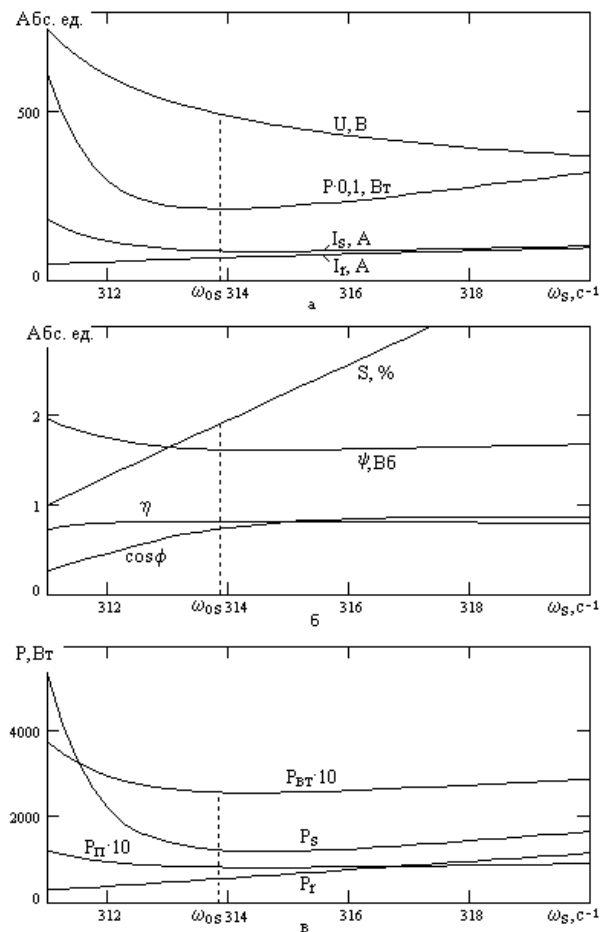 Абс. ед.
500
U, В
P·0,1, Вт
I_s, А
I_r, А
0
312
ω_0S 314
316
318
ω_S, с⁻¹
а
Абс. ед.
S, %
2
ψ, Вб
1
η
cosϕ
0
312
ω_0S 314
316
318
ω_S, с⁻¹
б
P, Вт
4000
P_ВТ·10
2000
P_П·10
P_s
P_r
0
312
ω_0S 314
316
318
ω_S, с⁻¹
в